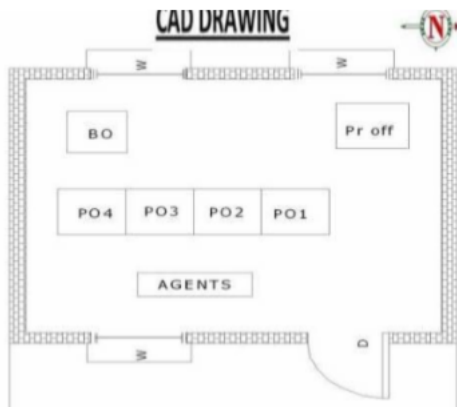 CAD DRAWING
N
W
W
BO
Pr off
PO4
PO3
PO2
PO1
AGENTS
W
D